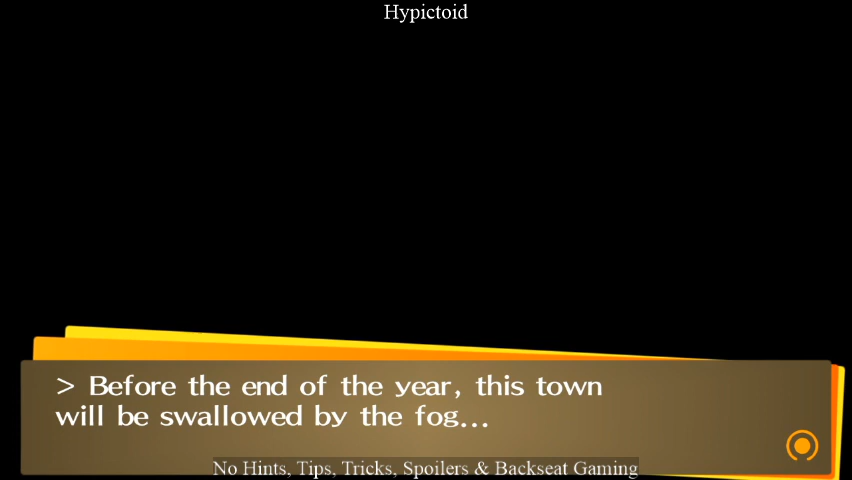 Hypictoid
> Before the end of the year, this town
will be swallowed by the fog...
No Hints, Tips, Tricks, Spoilers & Backseat Gaming